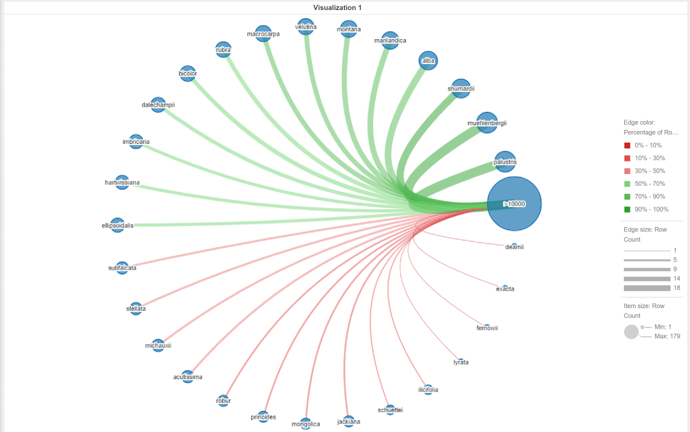 Visualization 1
velutina
montana
macrocarpa
marilandica
rubra
alba
bicolor
shumardii
dalechampii
muehlenbergii
imbricaria
palustris
harbinsiana
>10000
ellipsoidalis
deamii
subfalcata
exacta
stellata
fernowii
michauxii
lyrata
acutissima
ilicifolia
robur
schuettei
prinoides
jackiana
mongolica
Edge color:
Percentage of Ro...
0% - 10%
10% - 30%
30% - 50%
50% - 70%
70% - 90%
90% - 100%
Edge size: Row
Count
1
5
9
14
18
Item size: Row
Count
Min: 1
Max: 179